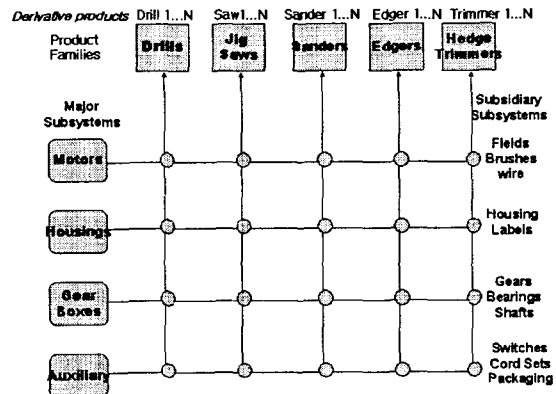 Derivative products Drill 1...N Saw1...N Sander 1...N Edger 1...N Trimmer 1...N
Product
Families
Drills
Jig
Saws
Sanders
Edgers
Hedge
Trimmers
Major
Subsystems
Subsidiary
Subsystems
Motors
Fields
Brushes
wire
Housings
Housing
Labels
Gear
Boxes
Gears
Bearings
Shafts
Auxiliary
Switches
Cord Sets
Packaging